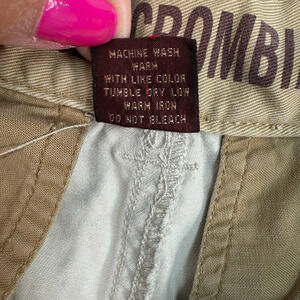 CROMBI
MACHINE WASH
WARM
WITH LIKE COLOR
TUMBLE DRY LOW
WARM IRON
DO NOT BLEACH